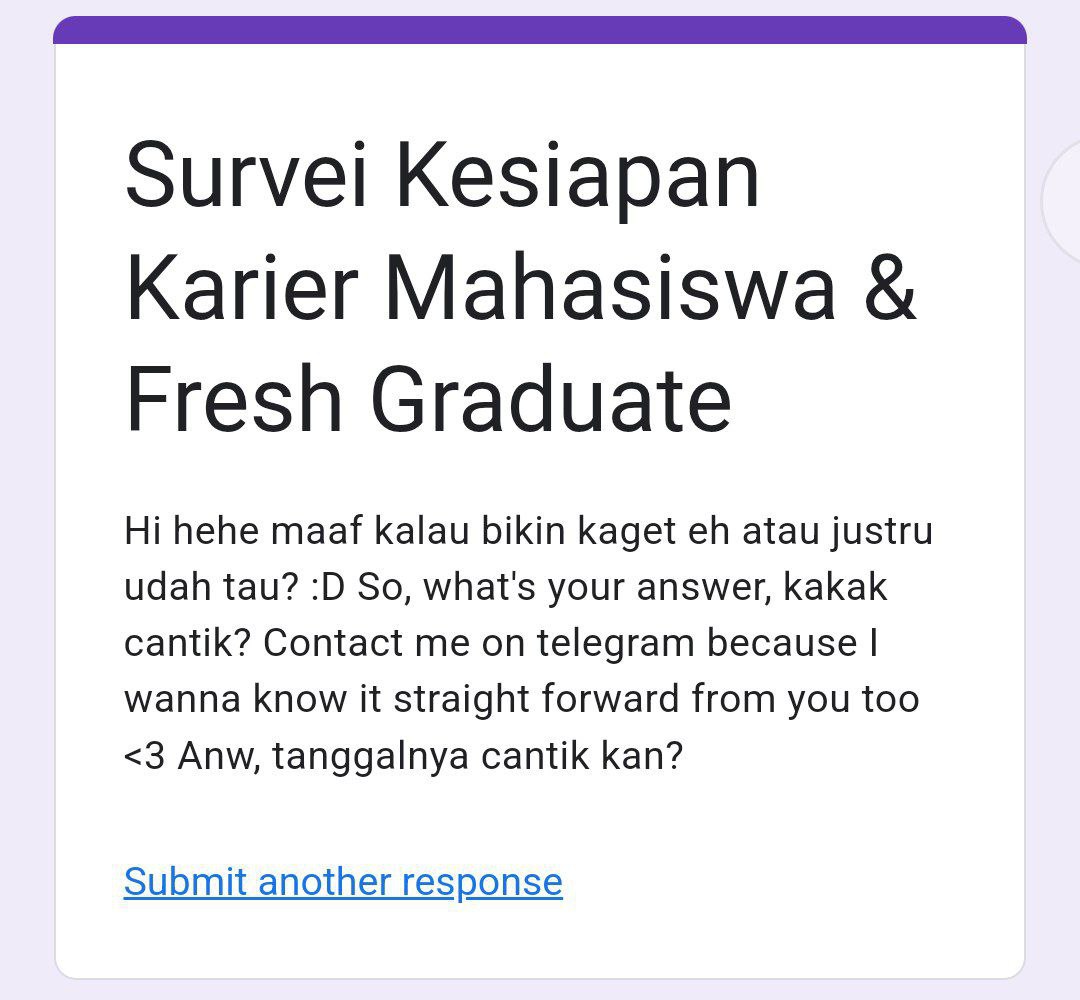 Survei Kesiapan
Karier Mahasiswa &
Fresh Graduate
Hi hehe maaf kalau bikin kaget eh atau justru
udah tau? :D So, what's your answer, kakak
cantik? Contact me on telegram because I
wanna know it straight forward from you too
<3 Anw, tanggalnya cantik kan?
Submit another response